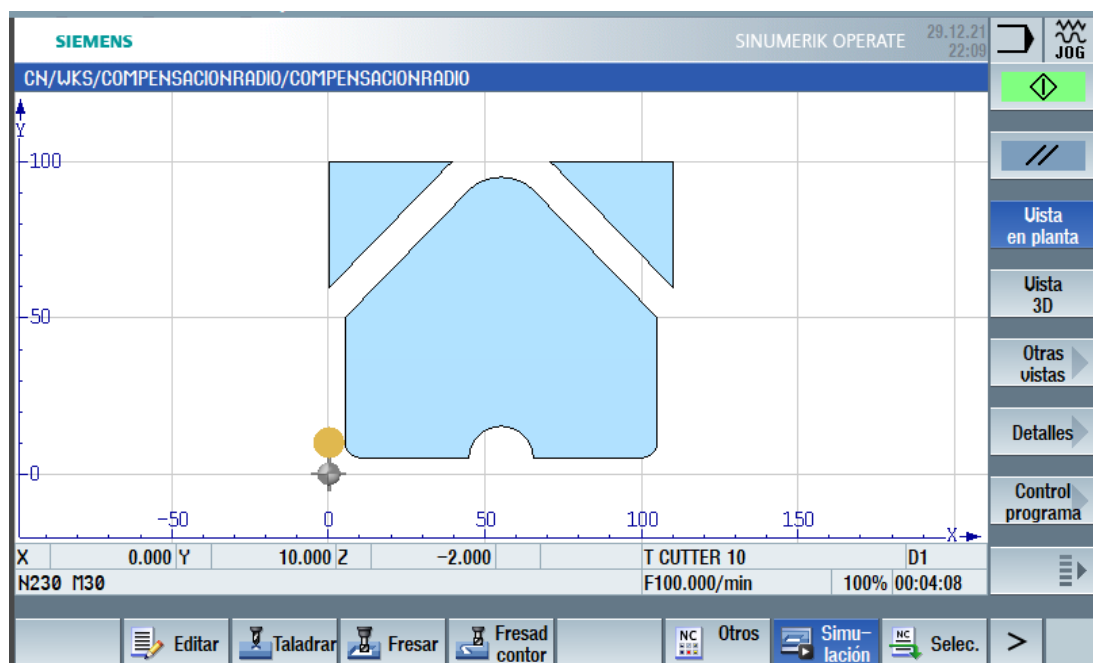 SIEMENS
SINUMERIK OPERATE
29.12.21
22:09
JOG
CN/WKS/COMPENSACIONRADIO/COMPENSACIONRADIO
Y
100
50
0
-50
0
50
100
150
X
Vista
en planta
Vista
3D
Otras
vistas
Detalles
Control
programa
X 0.000 Y 10.000 Z -2.000 T CUTTER 10 D1
N230 M30 F100.000/min 100% 00:04:08
Editar
Taladrar
Fresar
Fresad
contor
NC
Otros
Simu-
lación
NC
Selec.
>